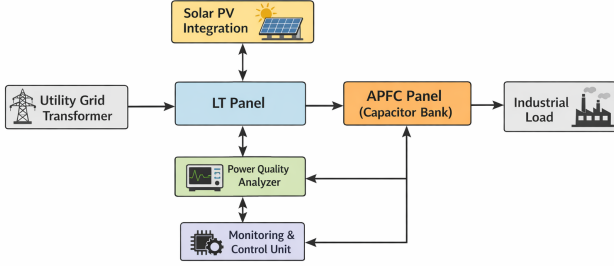 Solar PV
Integration
Utility Grid
Transformer
LT Panel
APFC Panel
(Capacitor Bank)
Industrial
Load
Power Quality
Analyzer
Monitoring &
Control Unit